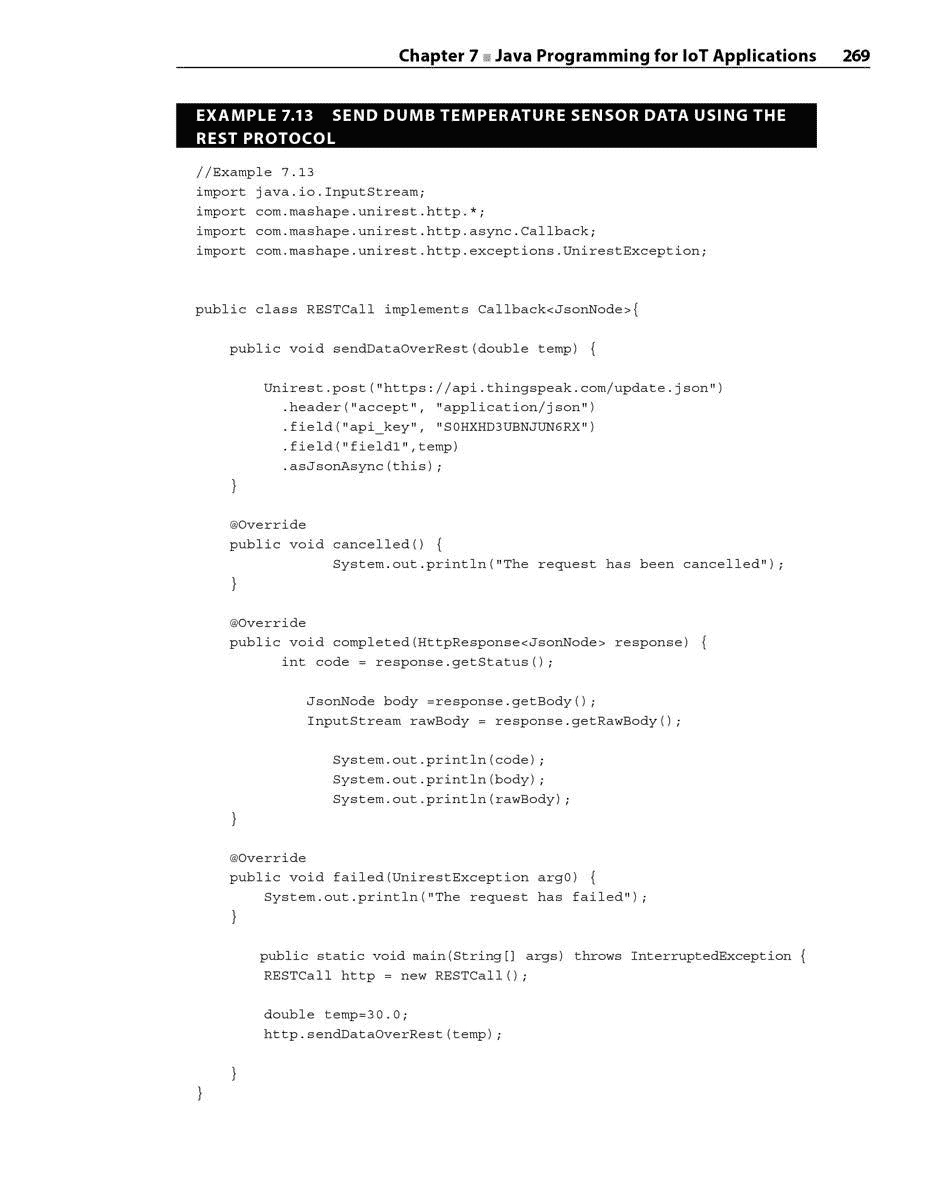 Chapter 7 ■ Java Programming for IoT Applications 269
EXAMPLE 7.13 SEND DUMB TEMPERATURE SENSOR DATA USING THE
REST PROTOCOL
//Example 7.13
import java.io.InputStream;
import com.mashape.unirest.http.*;
import com.mashape.unirest.http.async.Callback;
import com.mashape.unirest.http.exceptions.UnirestException;
public class RESTCall implements Callback<JsonNode>{
public void sendDataOverRest(double temp) {
Unirest.post("https://api.thingspeak.com/update.json")
.header("accept", "application/json")
.field("api_key", "S0HXHD3UBNJUN6RX")
.field("field1",temp)
.asJsonAsync(this);
}
@Override
public void cancelled() {
System.out.println("The request has been cancelled");
}
@Override
public void completed(HttpResponse<JsonNode> response) {
int code = response.getStatus();
JsonNode body =response.getBody();
InputStream rawBody = response.getRawBody();
System.out.println(code);
System.out.println(body);
System.out.println(rawBody);
}
@Override
public void failed(UnirestException arg0) {
System.out.println("The request has failed");
}
public static void main(String[] args) throws InterruptedException {
RESTCall http = new RESTCall();
double temp=30.0;
http.sendDataOverRest(temp);
}
}